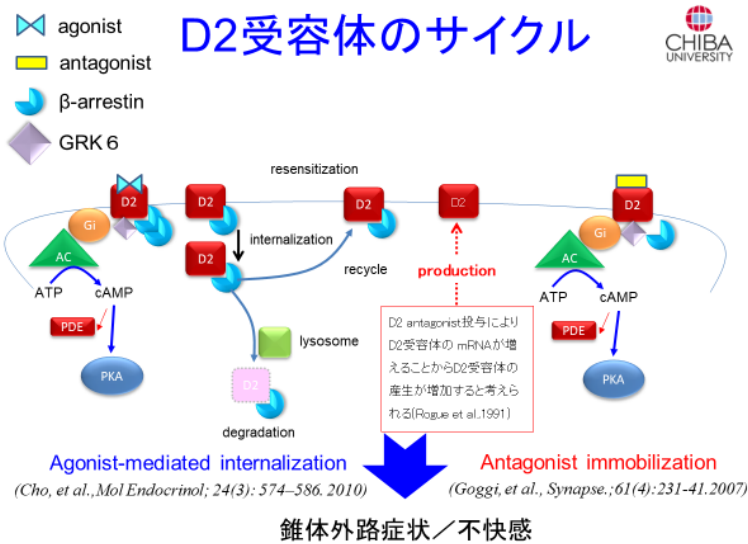 agonist
D2受容体のサイクル
CHIBA
UNIVERSITY
antagonist
β-arrestin
GRK６
resensitization
D2
D2
D2
D2
D2
Gi
Gi
internalization
D2
AC
AC
recycle
production
ATP
cAMP
ATP
cAMP
PDE
PDE
D2 antagonist投与により
D2受容体の mRNAが増
えることからD2受容体の
産生が増加すると考えら
れる(Rogue et al.,1991)
lysosome
PKA
PKA
D2
degradation
Agonist-mediated internalization
Antagonist immobilization
(Cho, et al.,Mol Endocrinol; 24(3): 574–586. 2010)
(Goggi, et al., Synapse.;61(4):231-41.2007)
錐体外路症状／不快感